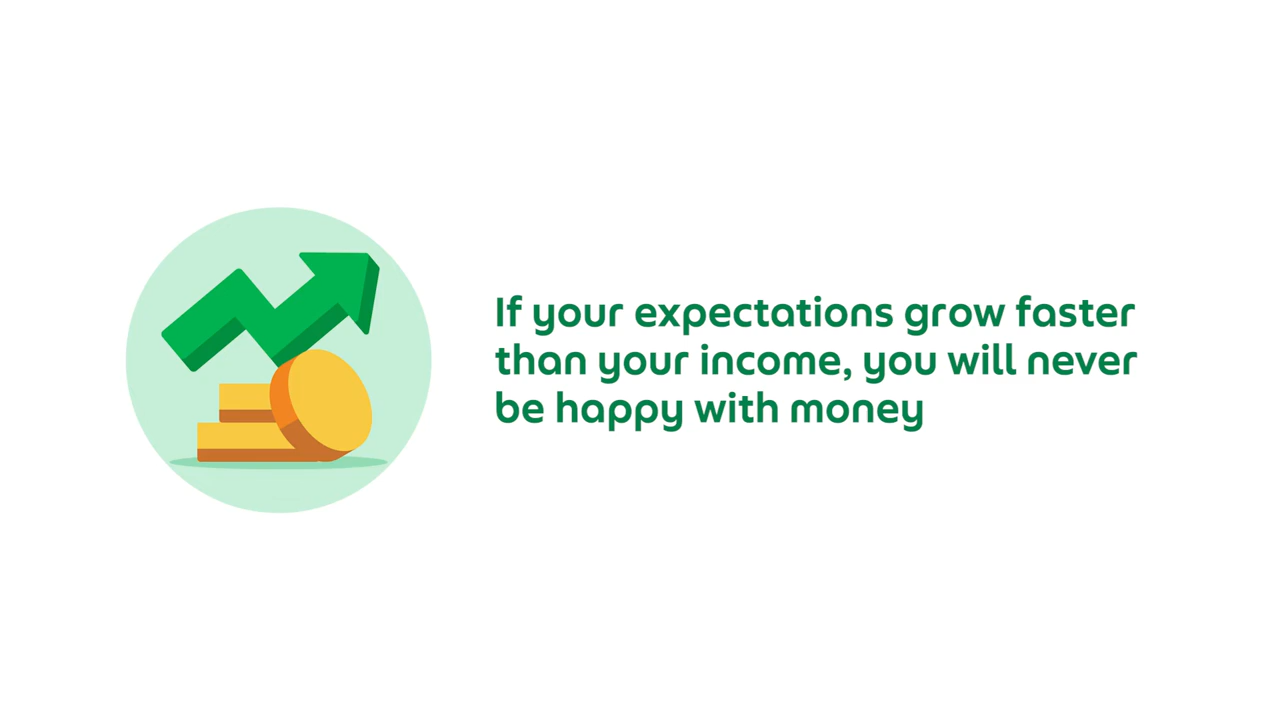 If your expectations grow faster
than your income, you will never
be happy with money